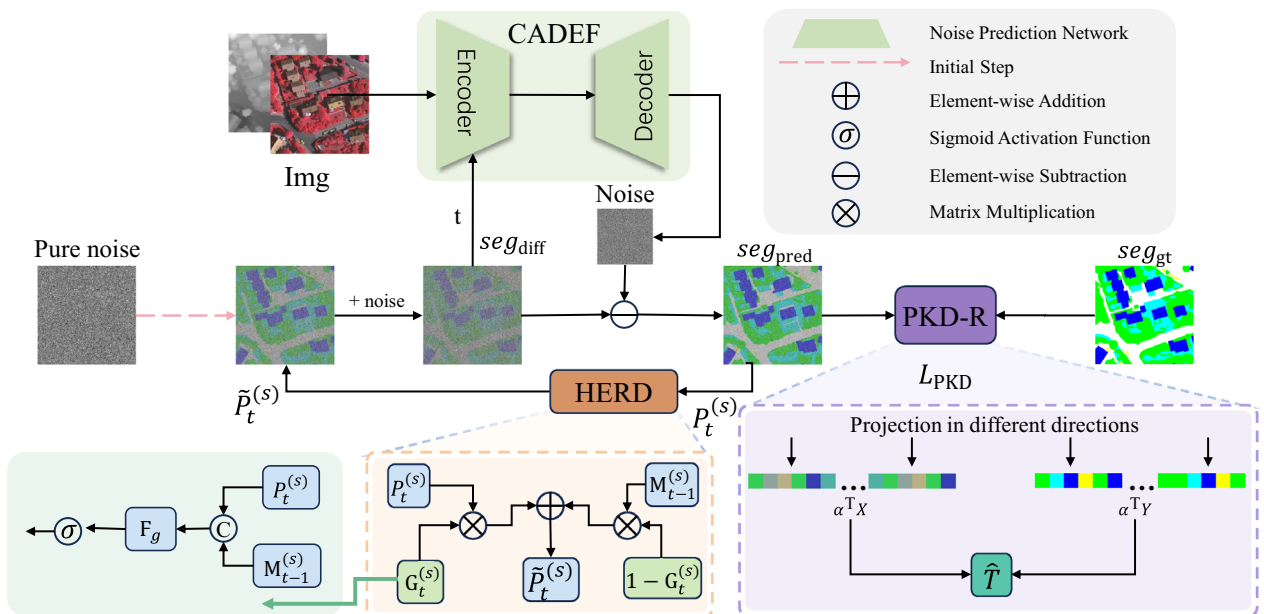 CADEF
Encoder
Decoder
Img
t
seg_diff
Noise
Pure noise
+ noise
seg_pred
seg_gt
PKD-R
HERD
L_PKD
P̃_t^(s)
P_t^(s)
Noise Prediction Network
Initial Step
Element-wise Addition
σ
Sigmoid Activation Function
Element-wise Subtraction
Matrix Multiplication
σ
F_g
C
P_t^(s)
M_{t-1}^(s)
P_t^(s)
M_{t-1}^(s)
G_t^(s)
P̃_t^(s)
1 − G_t^(s)
Projection in different directions
...
...
α^T X
α^T Y
T̂